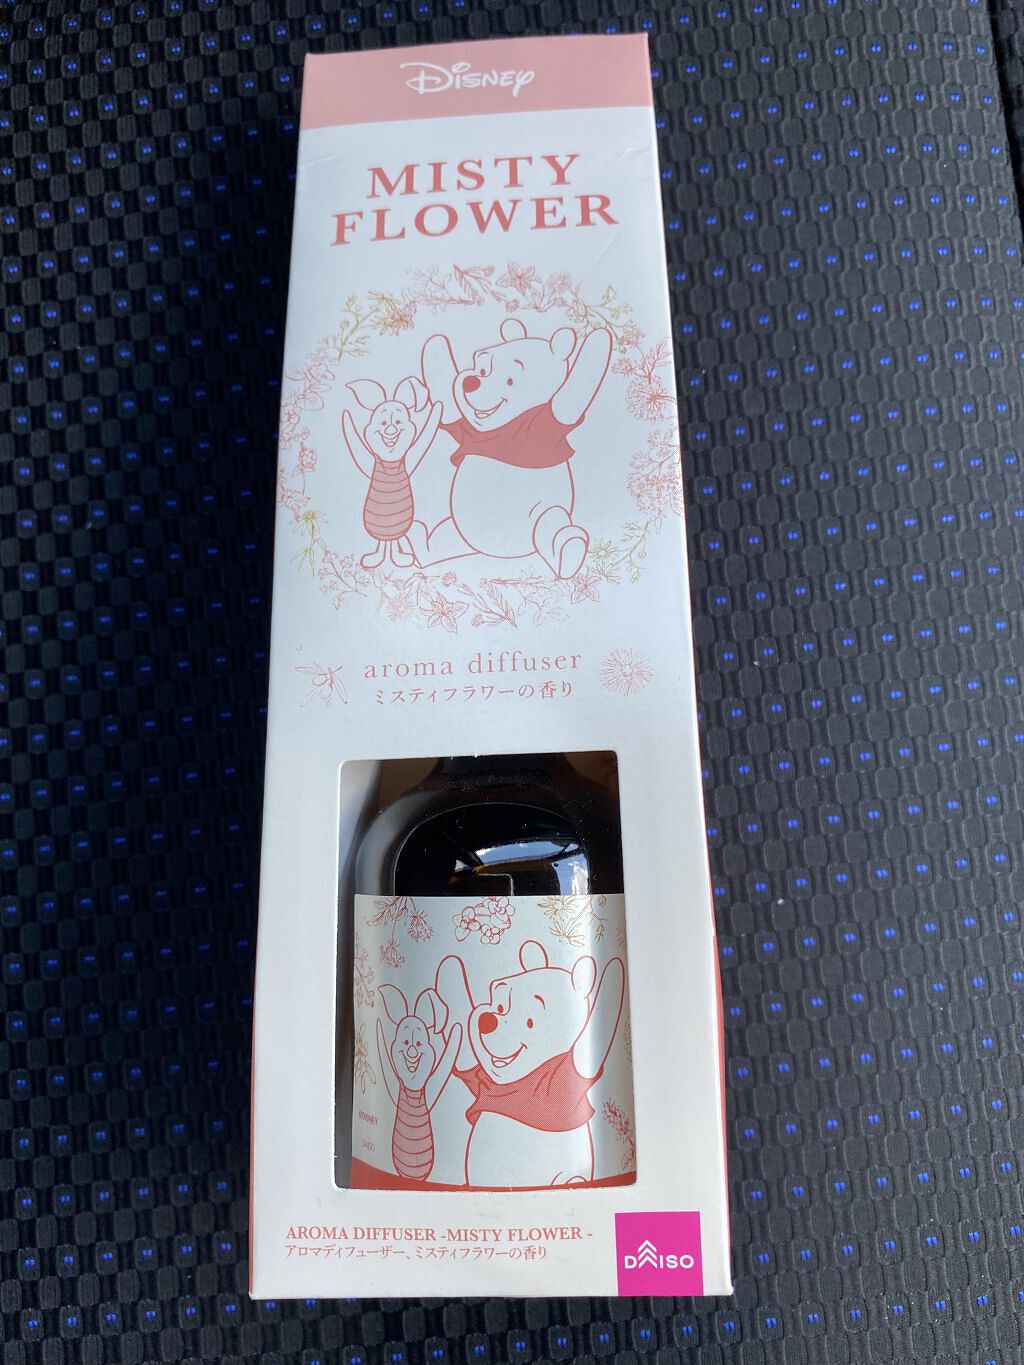 Disney
MISTY
FLOWER
aroma diffuser
ミスティフラワーの香り
©DISNEY
DAISO
AROMA DIFFUSER -MISTY FLOWER -
アロマディフューザー、ミスティフラワーの香り
DAISO